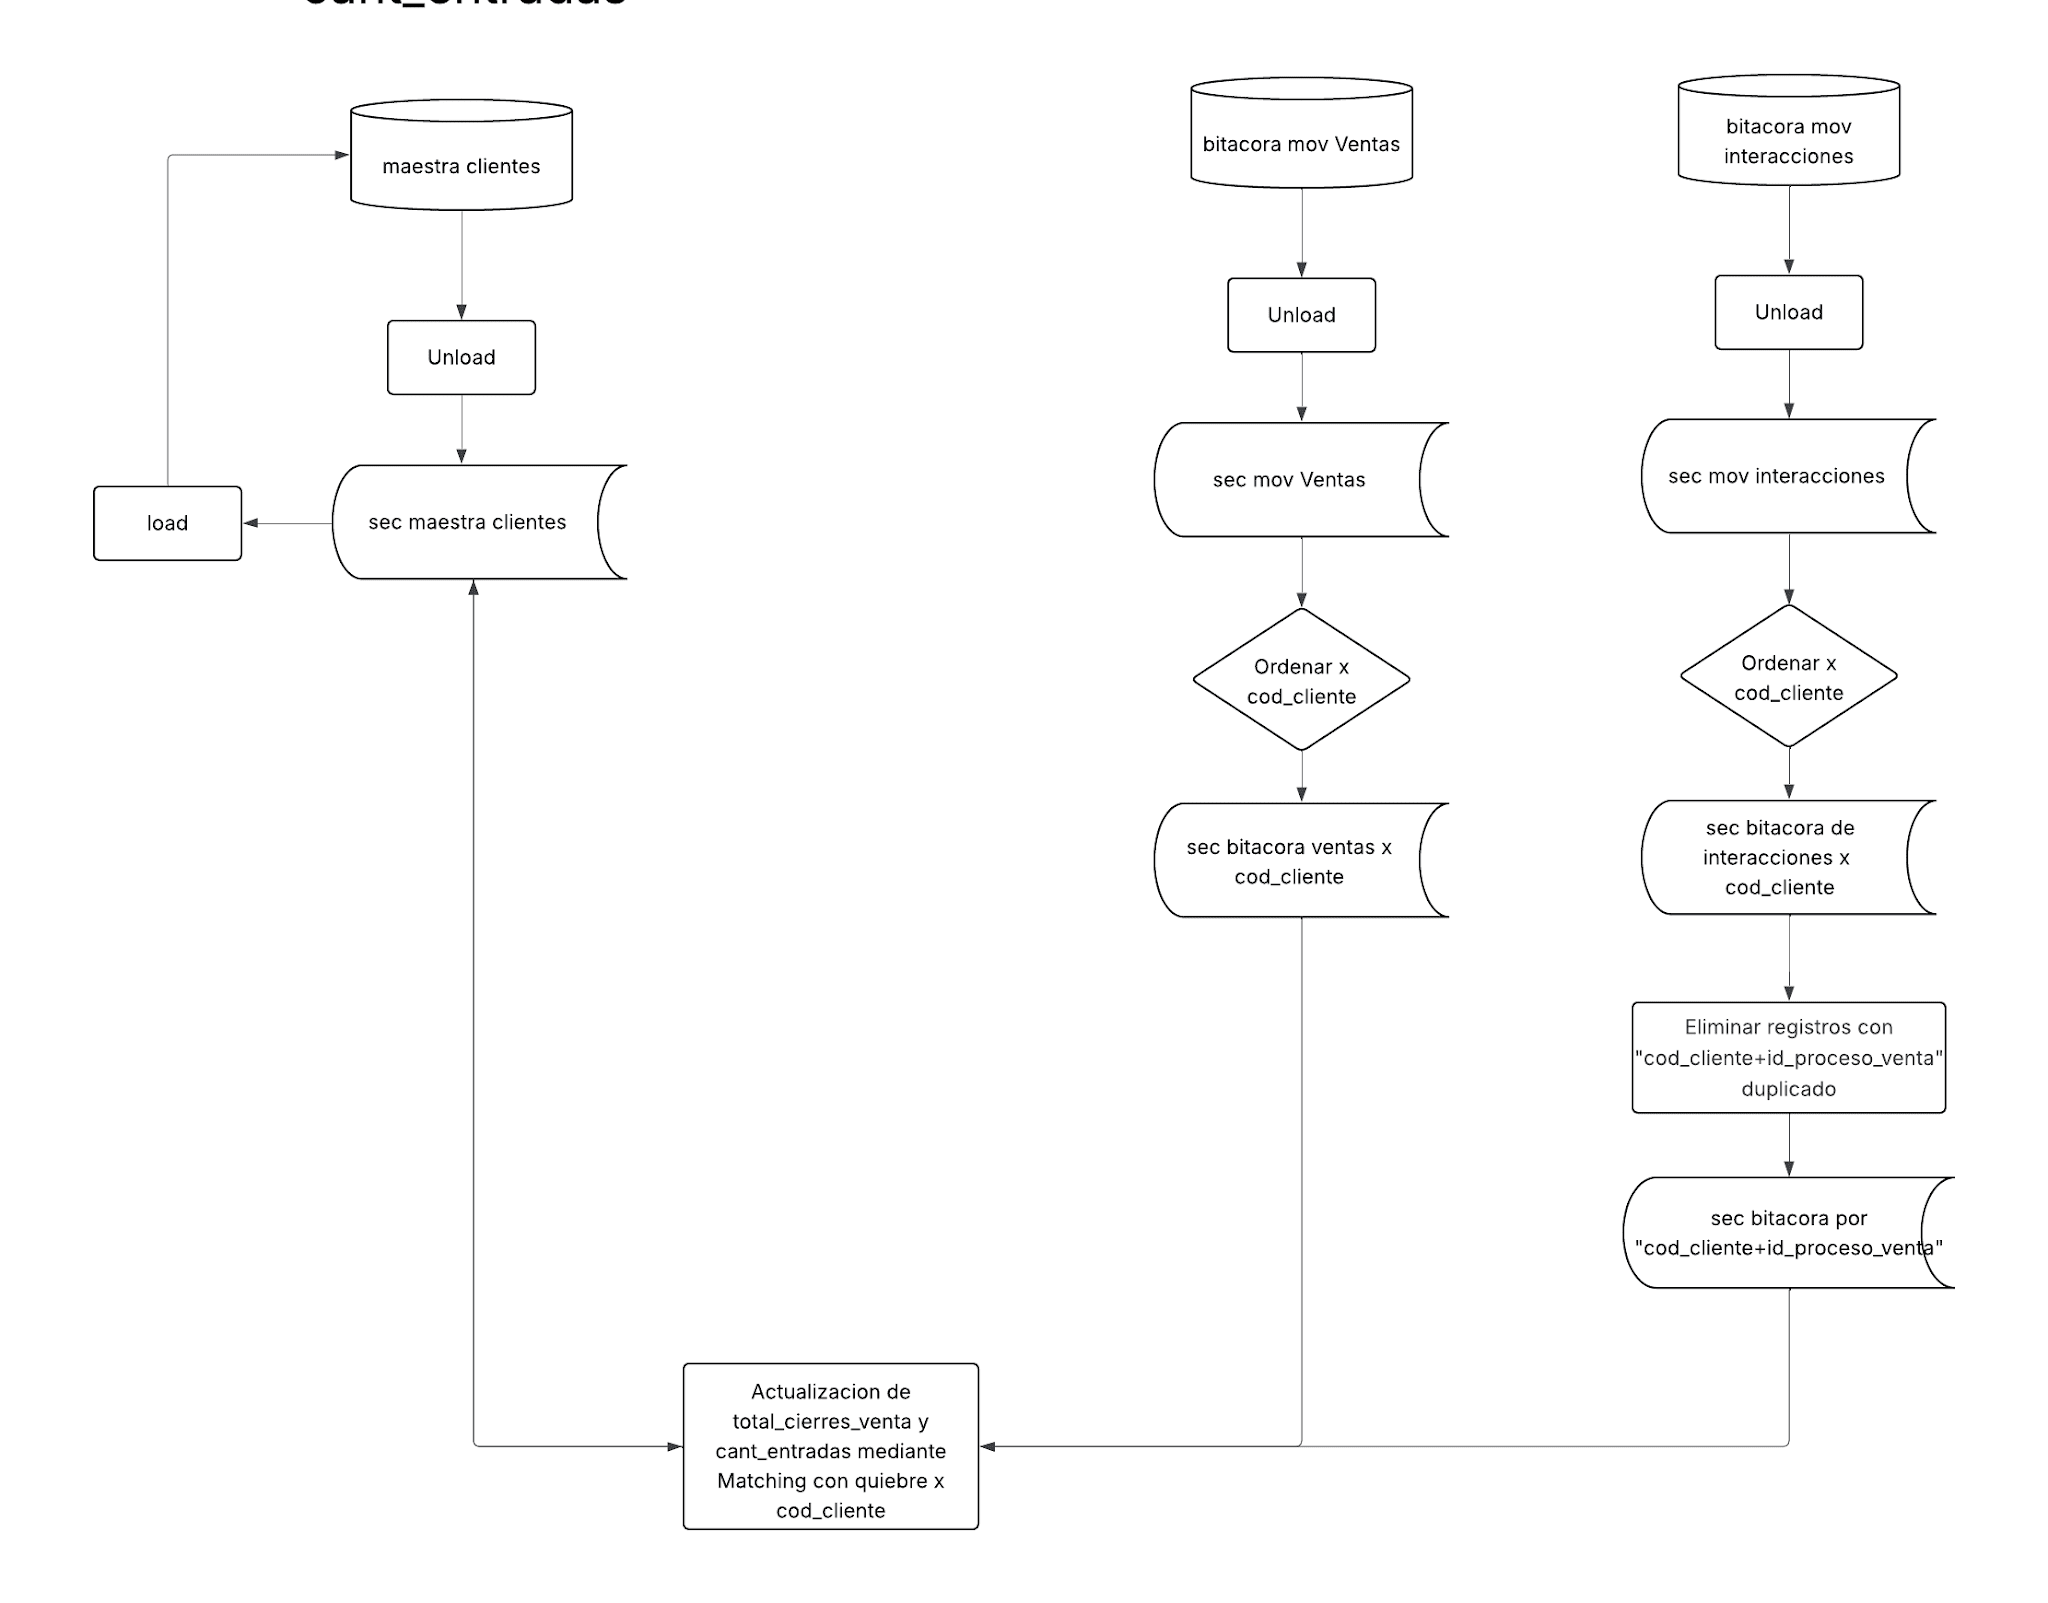 cant_entradas
maestra clientes
Unload
sec maestra clientes
load
bitacora mov Ventas
Unload
sec mov Ventas
Ordenar x
cod_cliente
sec bitacora ventas x
cod_cliente
bitacora mov
interacciones
Unload
sec mov interacciones
Ordenar x
cod_cliente
sec bitacora de
interacciones x
cod_cliente
Eliminar registros con
"cod_cliente+id_proceso_venta"
duplicado
sec bitacora por
"cod_cliente+id_proceso_venta"
Actualizacion de
total_cierres_venta y
cant_entradas mediante
Matching con quiebre x
cod_cliente